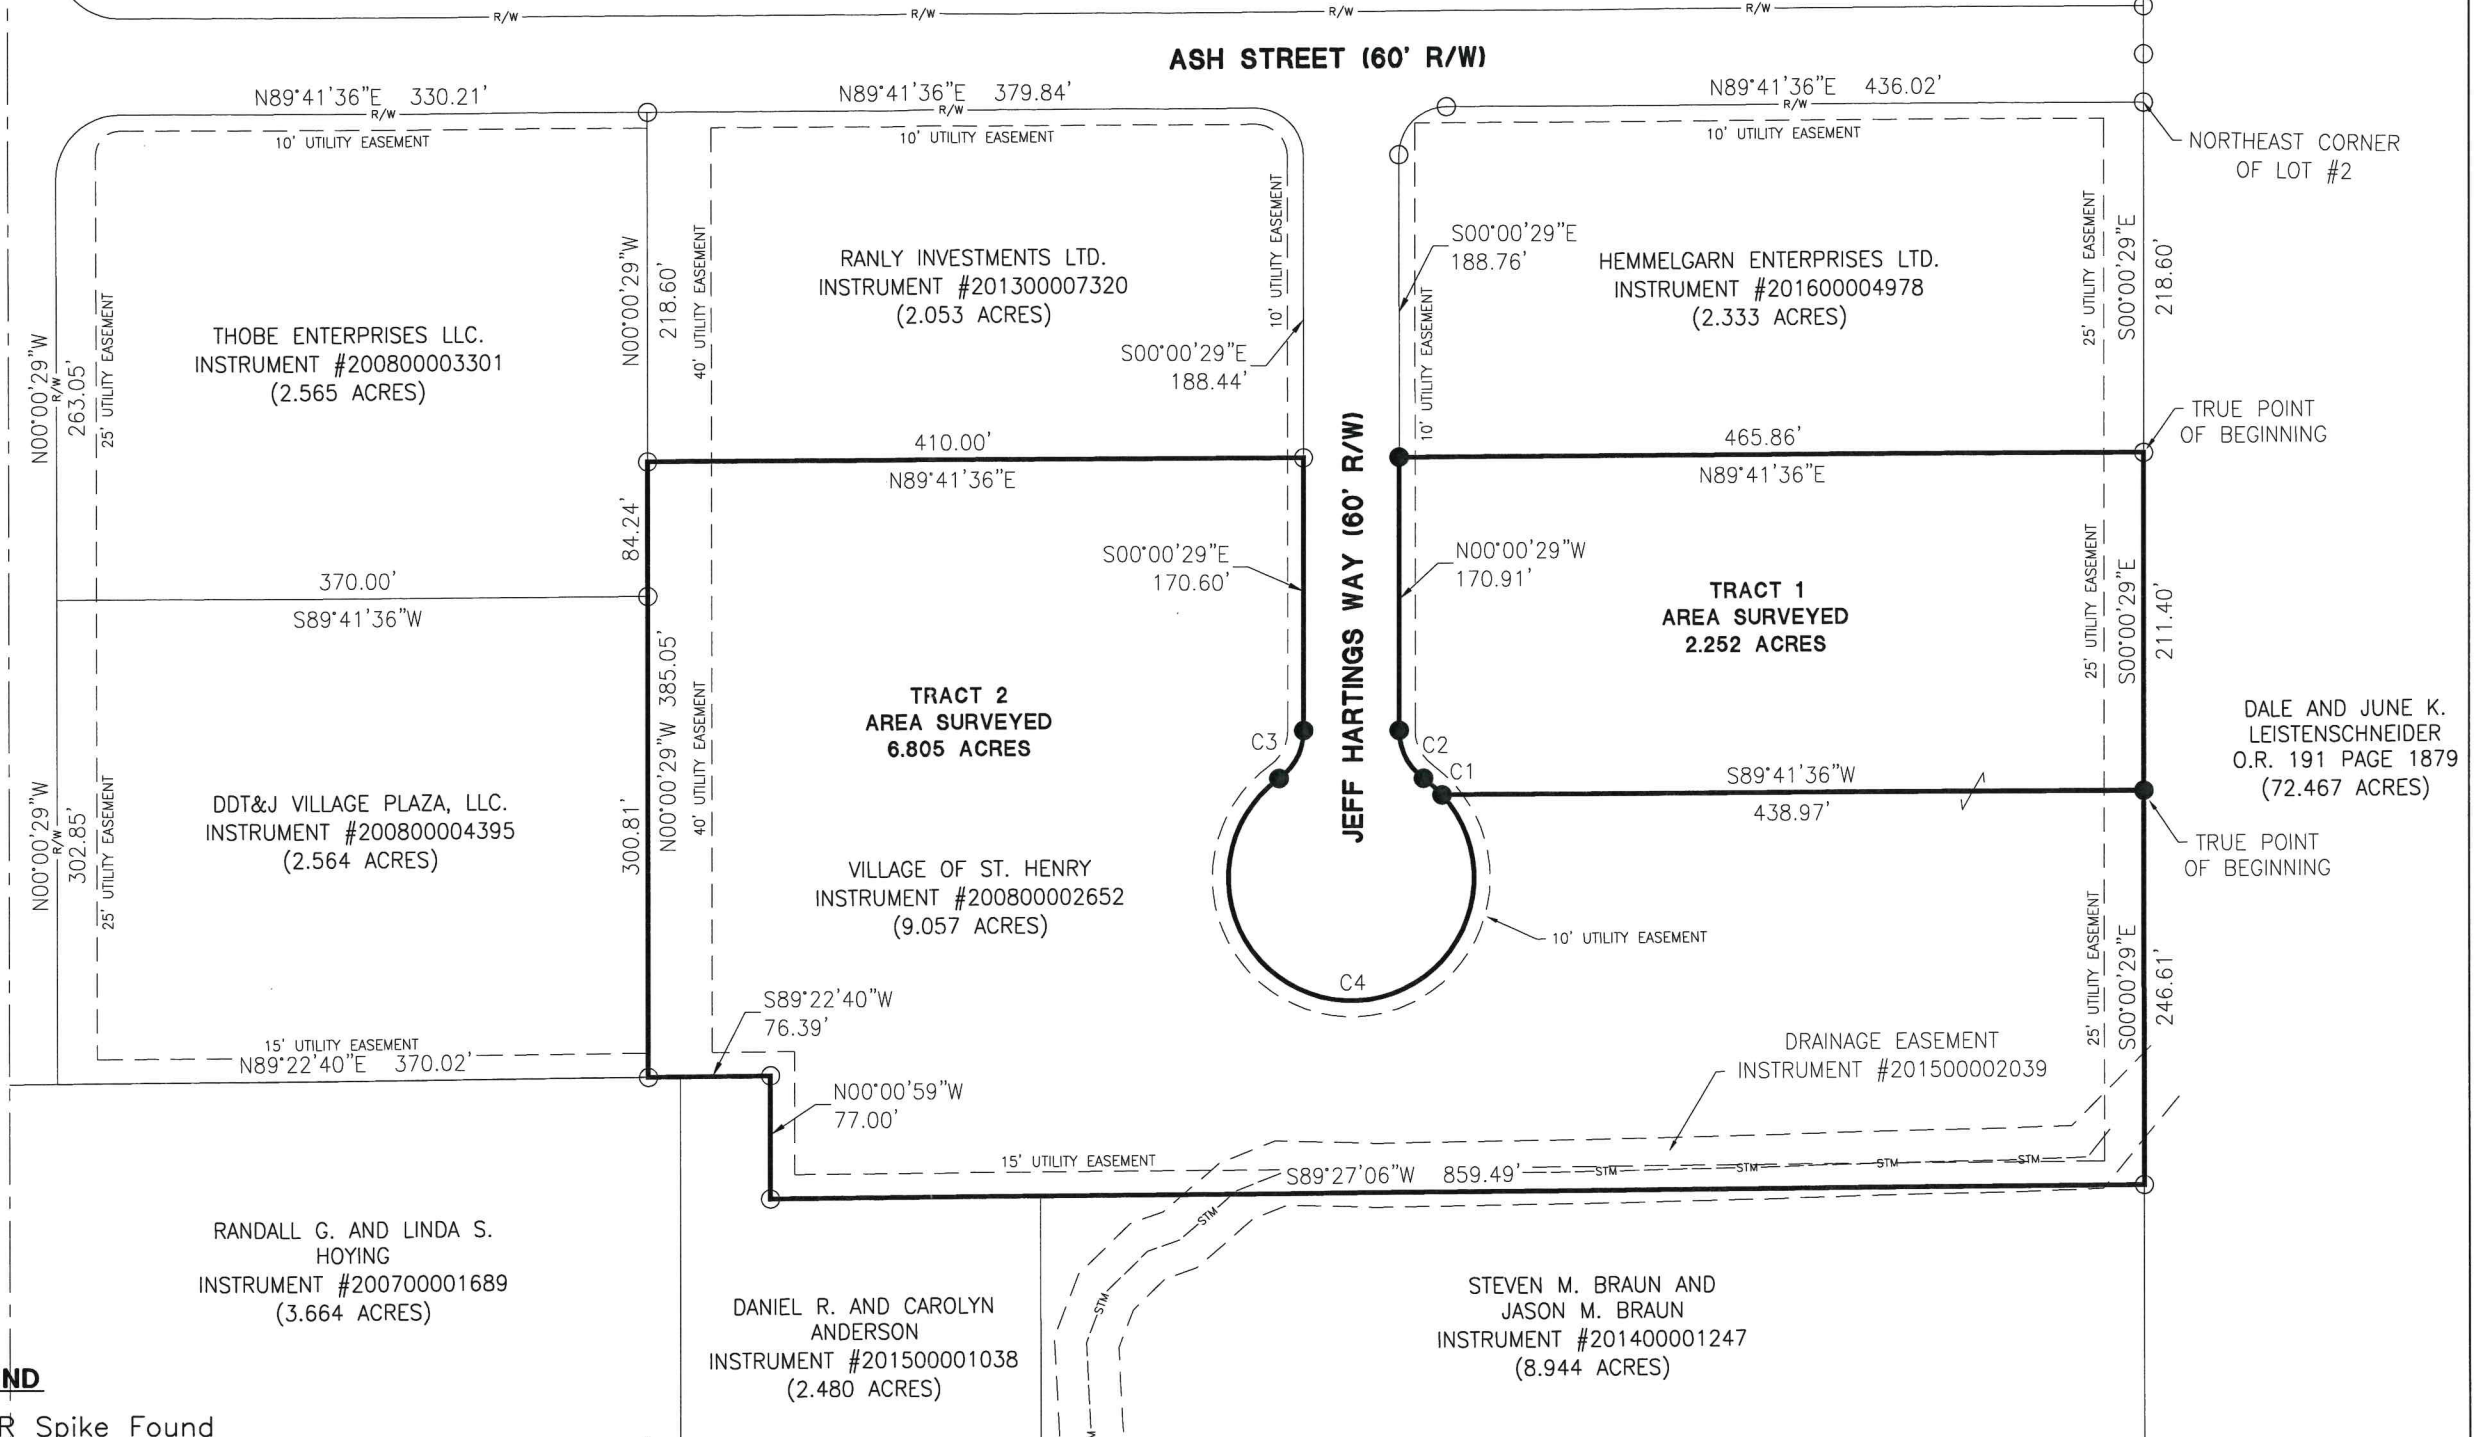 R/W R/W R/W R/W
ASH STREET (60' R/W)
N89°41'36"E 330.21'
R/W
N89°41'36"E 379.84'
R/W
N89°41'36"E 436.02'
R/W
10' UTILITY EASEMENT
10' UTILITY EASEMENT
10' UTILITY EASEMENT
NORTHEAST CORNER
OF LOT #2
N00°00'29"W
R/W
263.05'
25' UTILITY EASEMENT
THOBE ENTERPRISES LLC.
INSTRUMENT #200800003301
(2.565 ACRES)
N00°00'29"W
218.60'
40' UTILITY EASEMENT
RANLY INVESTMENTS LTD.
INSTRUMENT #201300007320
(2.053 ACRES)
10' UTILITY EASEMENT
S00°00'29"E
188.44'
S00°00'29"E
188.76'
10' UTILITY EASEMENT
HEMMELGARN ENTERPRISES LTD.
INSTRUMENT #201600004978
(2.333 ACRES)
25' UTILITY EASEMENT
S00°00'29"E
218.60'
TRUE POINT
OF BEGINNING
410.00'
N89°41'36"E
465.86'
N89°41'36"E
JEFF HARTINGS WAY (60' R/W)
84.24'
370.00'
S89°41'36"W
S00°00'29"E
170.60'
N00°00'29"W
170.91'
TRACT 1
AREA SURVEYED
2.252 ACRES
25' UTILITY EASEMENT
S00°00'29"E
211.40'
N00°00'29"W 385.05'
40' UTILITY EASEMENT
TRACT 2
AREA SURVEYED
6.805 ACRES
C3
C2
C1
S89°41'36"W
438.97'
DALE AND JUNE K.
LEISTENSCHNEIDER
O.R. 191 PAGE 1879
(72.467 ACRES)
TRUE POINT
OF BEGINNING
N00°00'29"W
R/W
302.85'
25' UTILITY EASEMENT
DDT&J VILLAGE PLAZA, LLC.
INSTRUMENT #200800004395
(2.564 ACRES)
300.81'
VILLAGE OF ST. HENRY
INSTRUMENT #200800002652
(9.057 ACRES)
10' UTILITY EASEMENT
C4
25' UTILITY EASEMENT
S00°00'29"E
246.61'
S89°22'40"W
76.39'
15' UTILITY EASEMENT
N89°22'40"E 370.02'
N00°00'59"W
77.00'
DRAINAGE EASEMENT
INSTRUMENT #201500002039
15' UTILITY EASEMENT
S89°27'06"W 859.49'
STM STM STM STM
STM
STM
RANDALL G. AND LINDA S.
HOYING
INSTRUMENT #200700001689
(3.664 ACRES)
DANIEL R. AND CAROLYN
ANDERSON
INSTRUMENT #201500001038
(2.480 ACRES)
STEVEN M. BRAUN AND
JASON M. BRAUN
INSTRUMENT #201400001247
(8.944 ACRES)
ND
R Spike Found